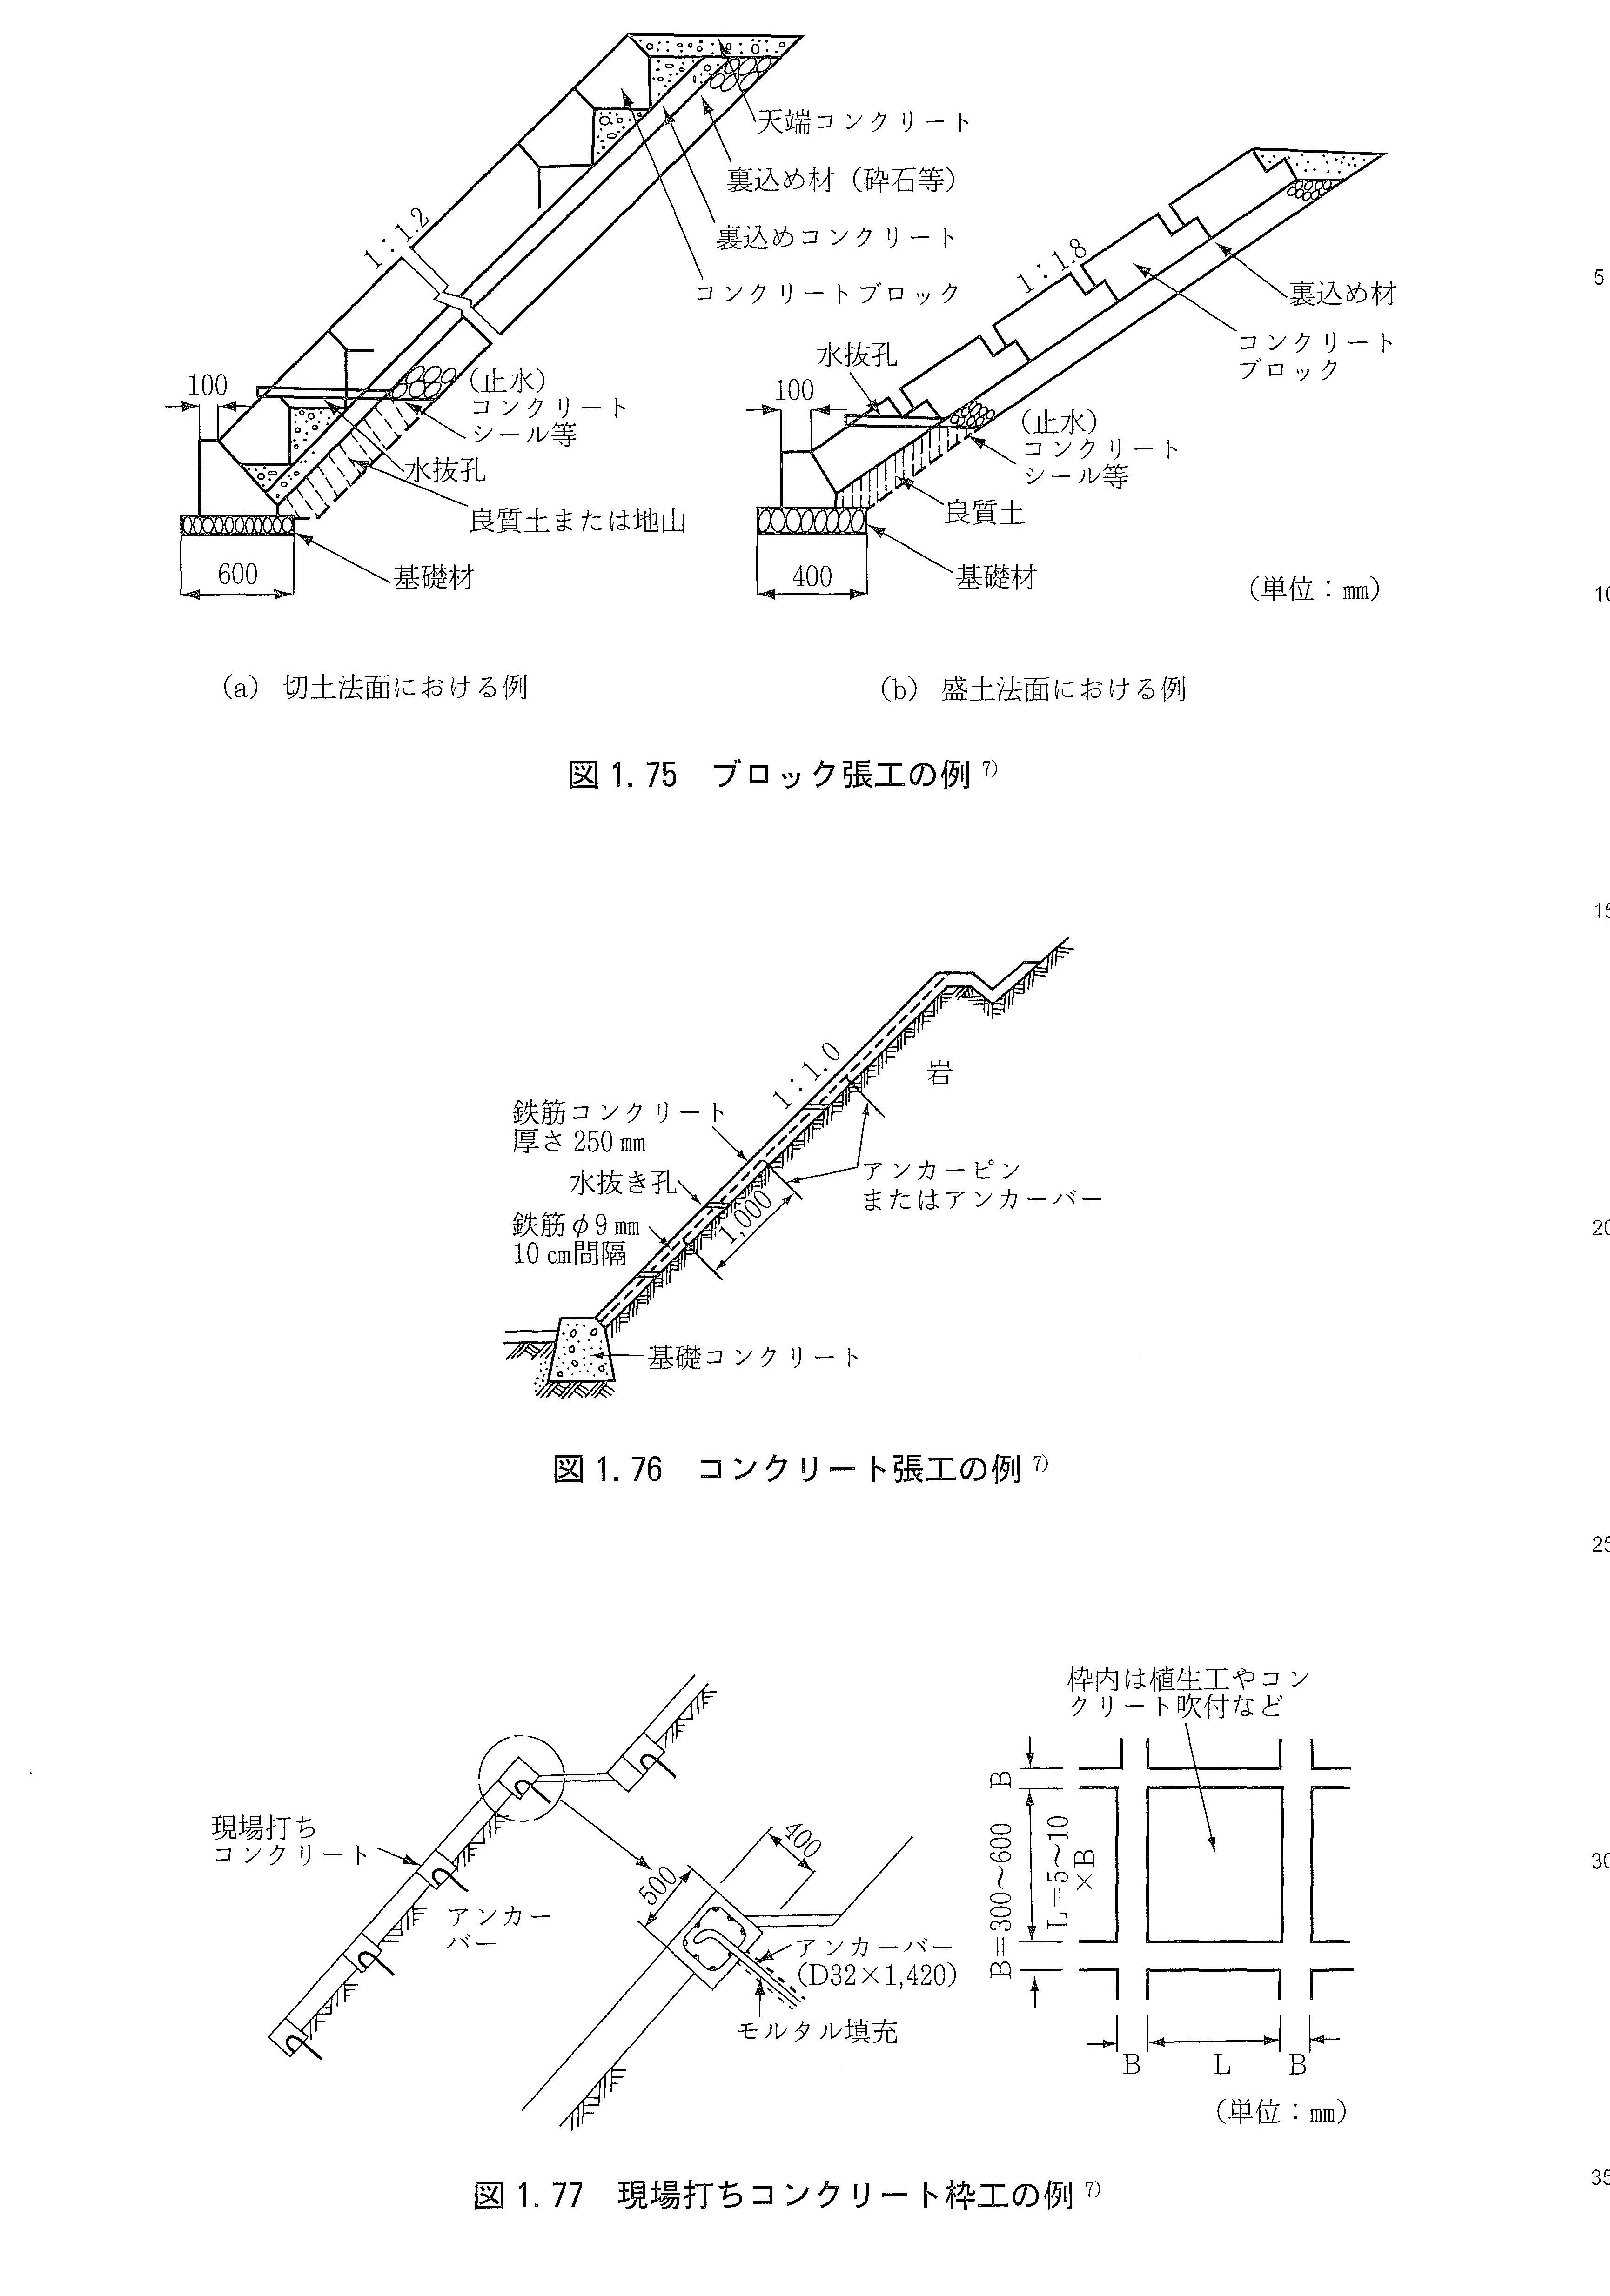 天端コンクリート
裏込め材（砕石等）
裏込めコンクリート
コンクリートブロック
1：1.2
100
（止水）
コンクリート
シール等
水抜孔
良質土または地山
基礎材
600
1：1.8
裏込め材
コンクリート
ブロック
水抜孔
100
（止水）
コンクリート
シール等
良質土
基礎材
400
（単位：mm）
5
10
(a) 切土法面における例
(b) 盛土法面における例
図1.75 ブロック張工の例 7)
15
1：1.0
岩
鉄筋コンクリート
厚さ250mm
水抜き孔
鉄筋φ9mm
10cm間隔
1,000
アンカーピン
またはアンカーバー
20
基礎コンクリート
図1.76 コンクリート張工の例 7)
25
現場打ち
コンクリート
アンカー
バー
500
400
アンカーバー
(D32×1,420)
モルタル填充
枠内は植生工やコン
クリート吹付など
B
B=300〜600
L=5〜10
×B
B
L
B
（単位：mm）
30
図1.77 現場打ちコンクリート枠工の例 7)
35